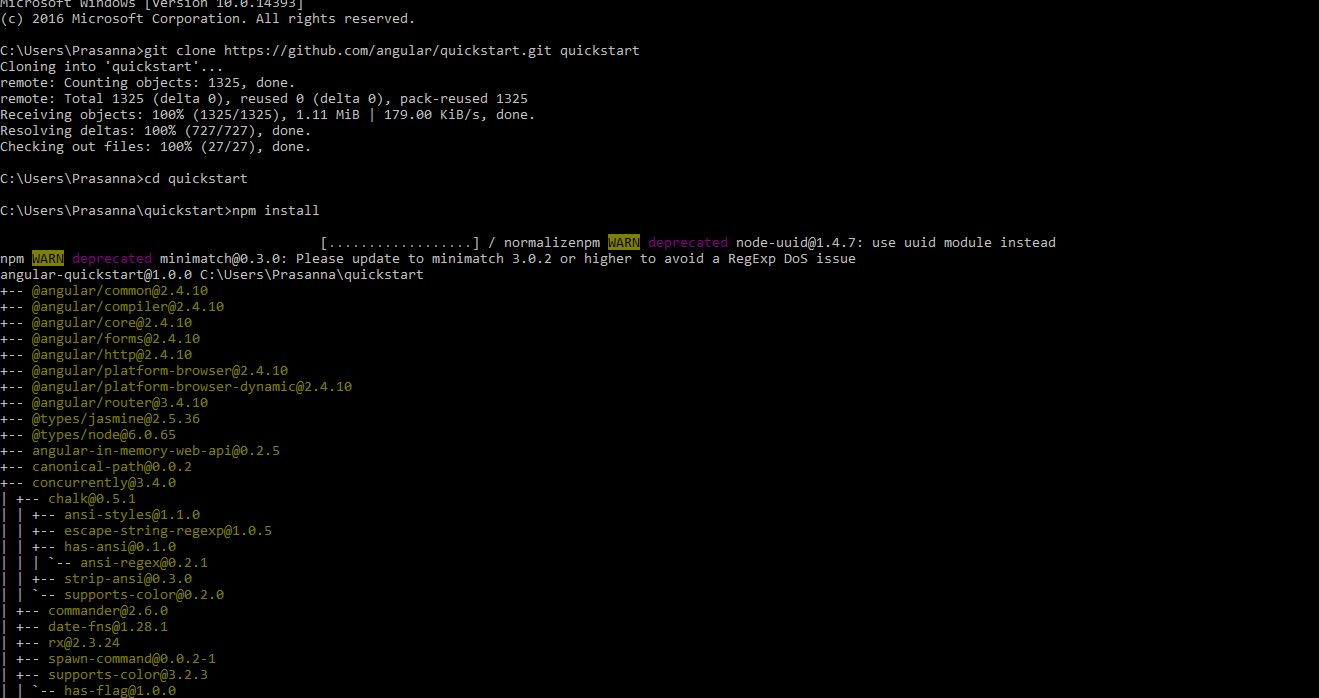 Microsoft Windows [Version 10.0.14393]
(c) 2016 Microsoft Corporation. All rights reserved.
C:\Users\Prasanna>git clone https://github.com/angular/quickstart.git quickstart
Cloning into 'quickstart'...
remote: Counting objects: 1325, done.
remote: Total 1325 (delta 0), reused 0 (delta 0), pack-reused 1325
Receiving objects: 100% (1325/1325), 1.11 MiB | 179.00 KiB/s, done.
Resolving deltas: 100% (727/727), done.
Checking out files: 100% (27/27), done.
C:\Users\Prasanna>cd quickstart
C:\Users\Prasanna\quickstart>npm install
[..................] / normalizenpm WARN deprecated node-uuid@1.4.7: use uuid module instead
npm WARN deprecated minimatch@0.3.0: Please update to minimatch 3.0.2 or higher to avoid a RegExp DoS issue
angular-quickstart@1.0.0 C:\Users\Prasanna\quickstart
+-- @angular/common@2.4.10
+-- @angular/compiler@2.4.10
+-- @angular/core@2.4.10
+-- @angular/forms@2.4.10
+-- @angular/http@2.4.10
+-- @angular/platform-browser@2.4.10
+-- @angular/platform-browser-dynamic@2.4.10
+-- @angular/router@3.4.10
+-- @types/jasmine@2.5.36
+-- @types/node@6.0.65
+-- angular-in-memory-web-api@0.2.5
+-- canonical-path@0.0.2
+-- concurrently@3.4.0
| +-- chalk@0.5.1
| | +-- ansi-styles@1.1.0
| | +-- escape-string-regexp@1.0.5
| | +-- has-ansi@0.1.0
| | | `-- ansi-regex@0.2.1
| | +-- strip-ansi@0.3.0
| | `-- supports-color@0.2.0
| +-- commander@2.6.0
| +-- date-fns@1.28.1
| +-- rx@2.3.24
| +-- spawn-command@0.0.2-1
| +-- supports-color@3.2.3
| | `-- has-flag@1.0.0